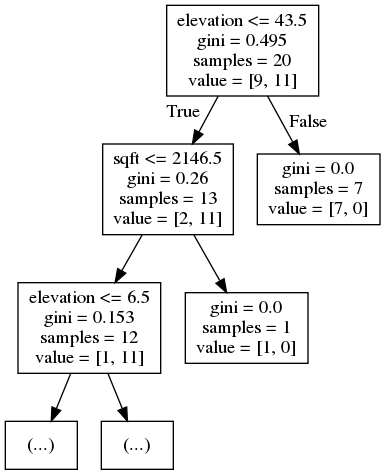 elevation <= 43.5
gini = 0.495
samples = 20
value = [9, 11]
True
False
sqft <= 2146.5
gini = 0.26
samples = 13
value = [2, 11]
gini = 0.0
samples = 7
value = [7, 0]
elevation <= 6.5
gini = 0.153
samples = 12
value = [1, 11]
gini = 0.0
samples = 1
value = [1, 0]
(...)
(...)